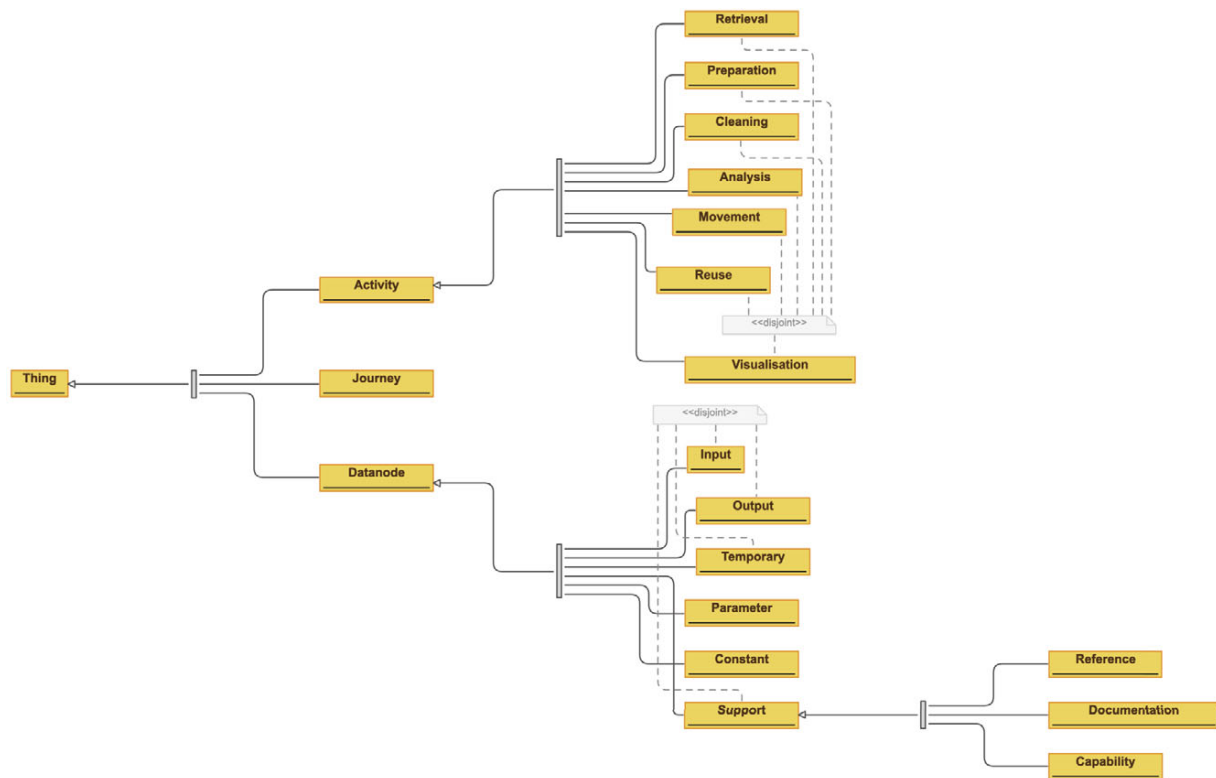 Retrieval
Preparation
Cleaning
Analysis
Movement
Activity
Reuse
<<disjoint>>
Visualisation
Thing
Journey
<<disjoint>>
Input
Datanode
Output
Temporary
Parameter
Constant
Reference
Support
Documentation
Capability